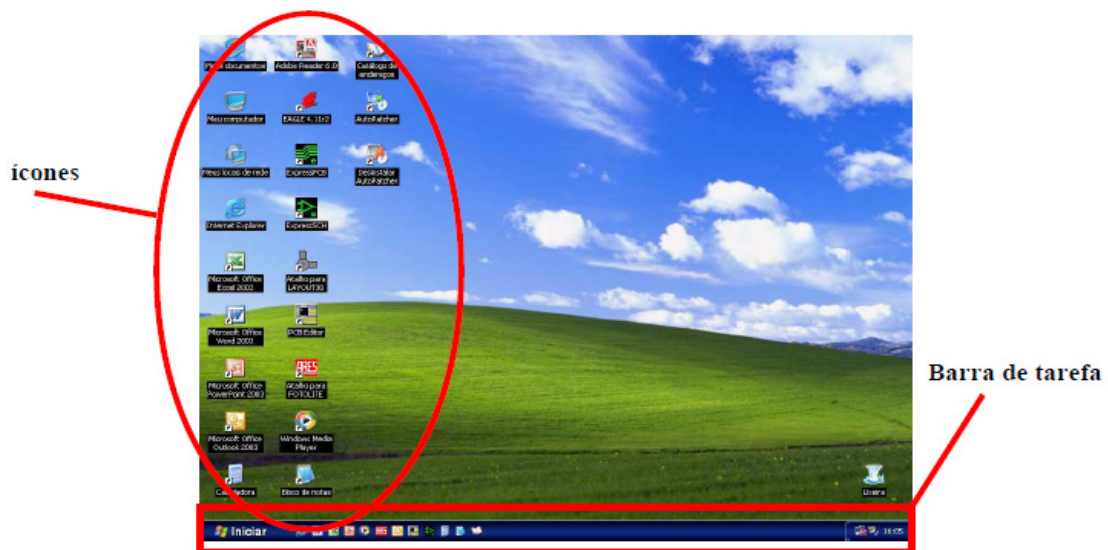 Meus documentos
Adobe Reader 6.0
Catálogo de
endereços
Meu computador
EAGLE 4.11r2
AutoPatcher
Meus locais de rede
ExpressPCB
Desinstalar
AutoPatcher
ícones
Internet Explorer
ExpressSCH
Microsoft Office
Excel 2003
Atalho para
Microsoft Office
Word 2003
PCB Editor
Barra de tarefa
ARES
Microsoft Office
PowerPoint 2003
Atalho para
FOTOLITE
Microsoft Office
Outlook 2003
Windows Media
Player
Calculadora
Bloco de notas
Lixeira
Iniciar
16:05